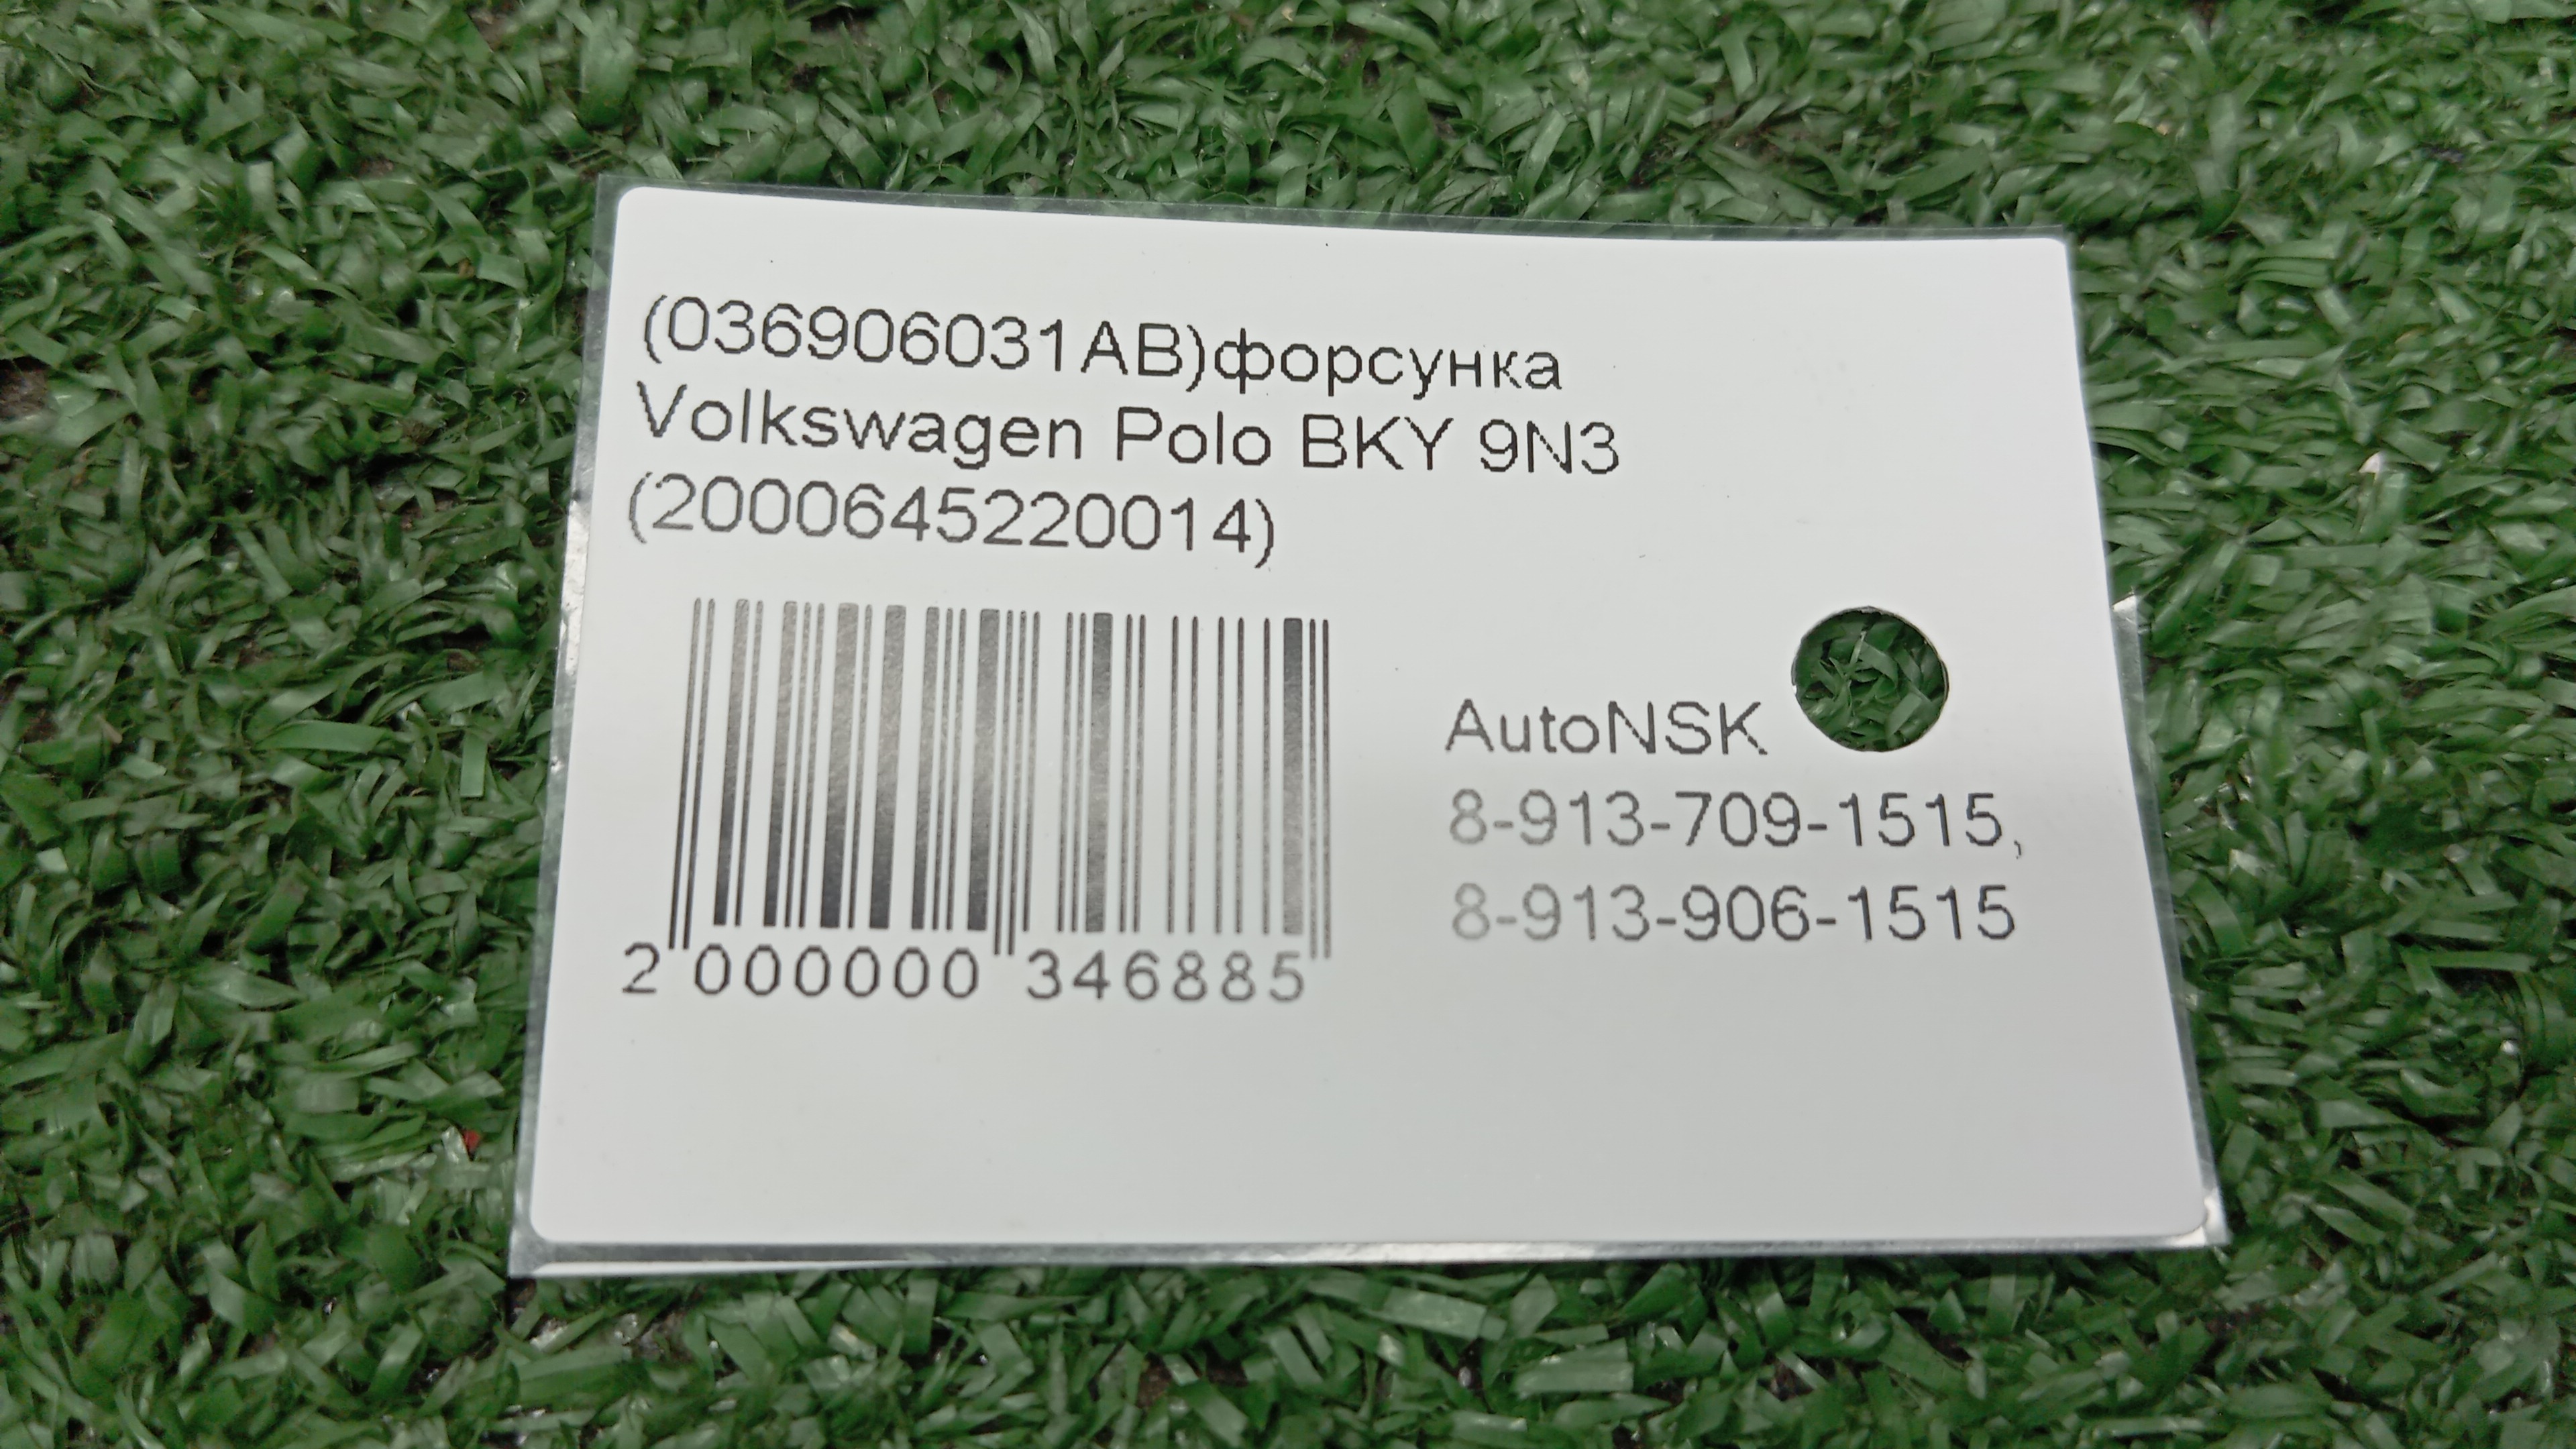 (036906031AB)форсунка
Volkswagen Polo BKY 9N3
(2000645220014)
2 000000 346885
AutoNSK
8-913-709-1515,
8-913-906-1515